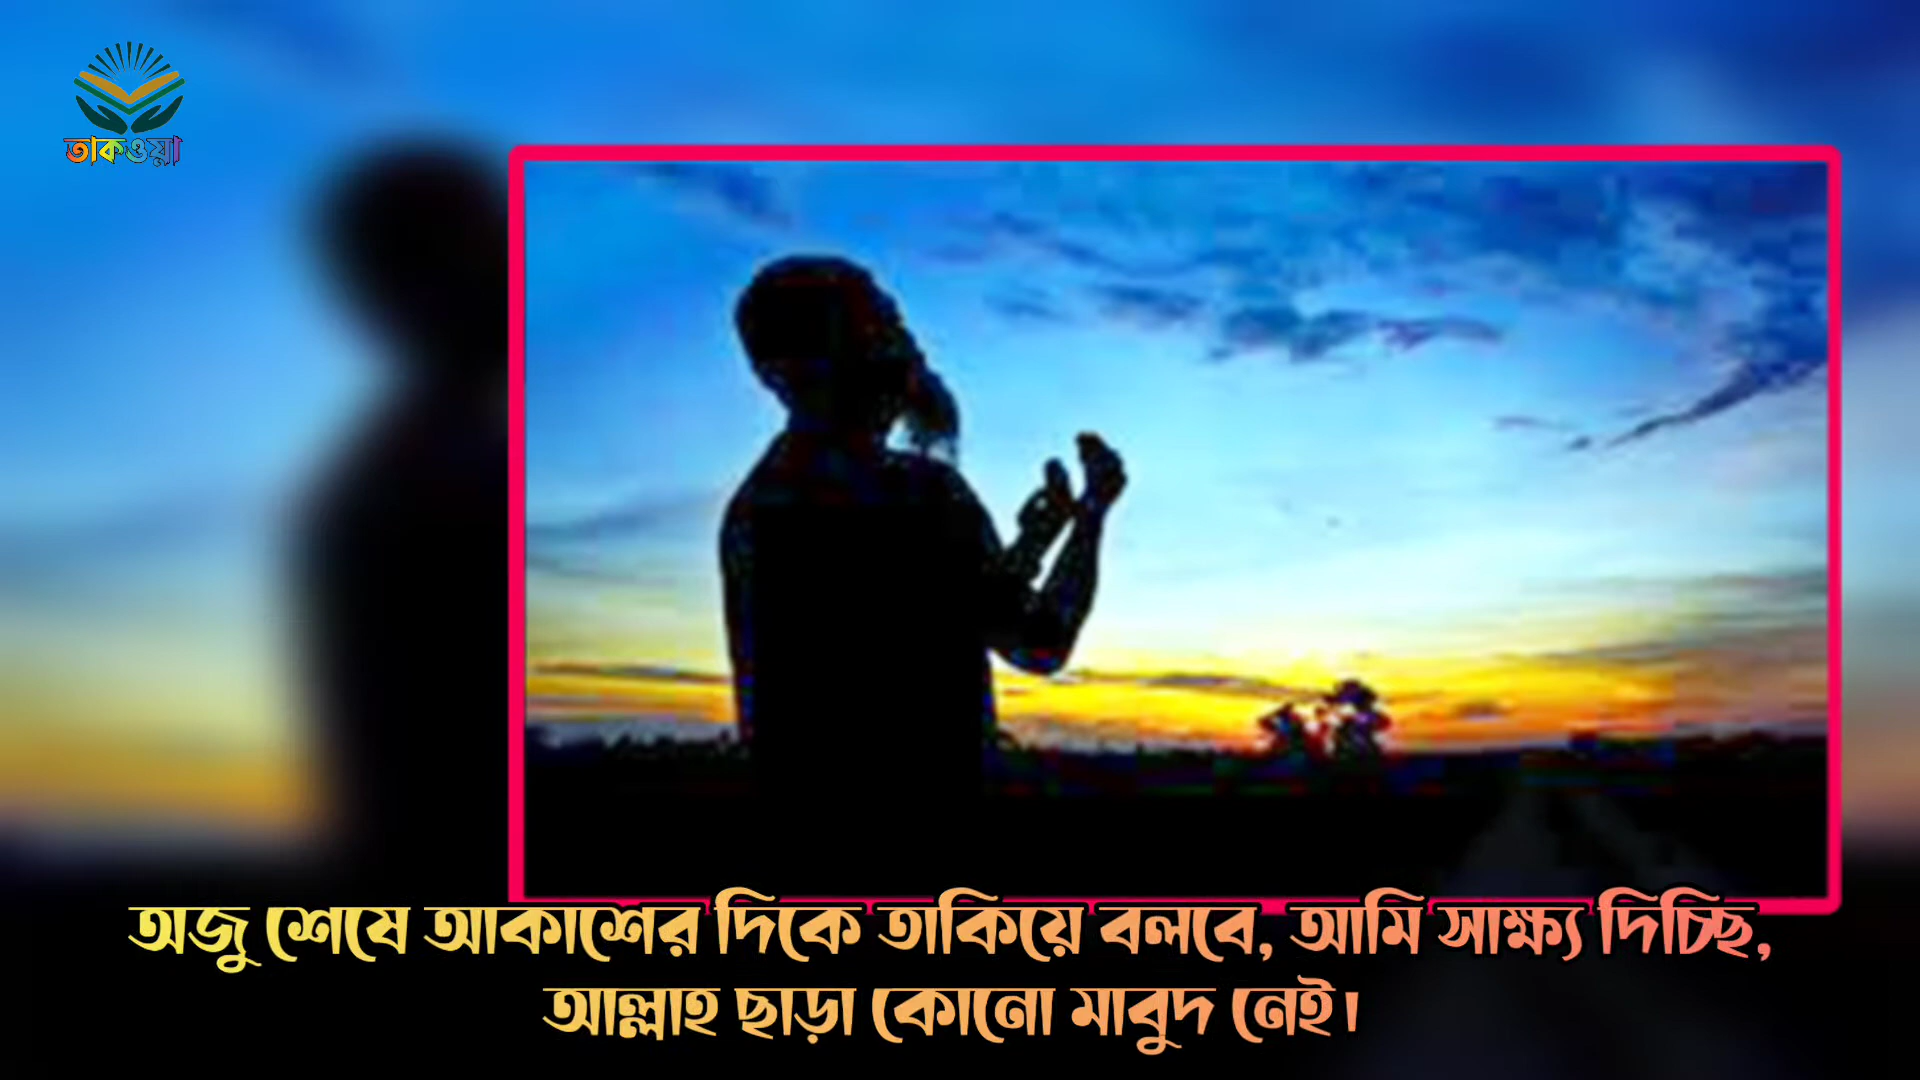 তাকওয়া
অজু শেষে আকাশের দিকে তাকিয়ে বলবে, আমি সাক্ষ্য দিচ্ছি,
আল্লাহ ছাড়া কোনো মাবুদ নেই।